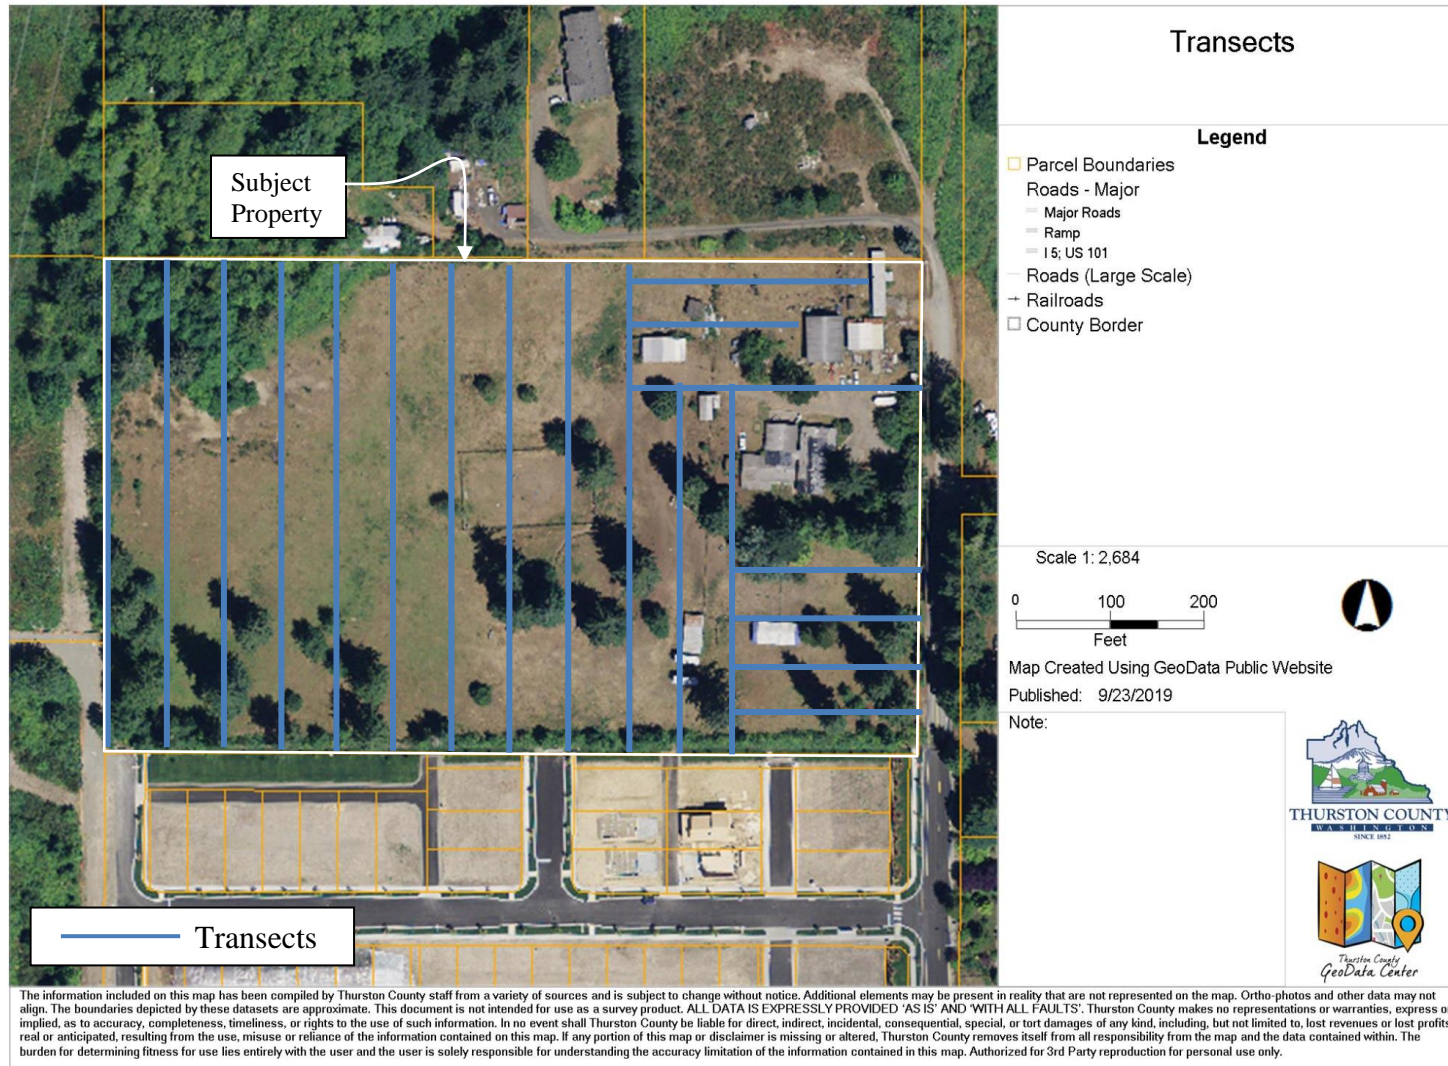 Transects
Legend
Parcel Boundaries
Roads - Major
Major Roads
Ramp
I 5; US 101
Roads (Large Scale)
Railroads
County Border
Subject
Property
Scale 1: 2,684
0 100 200
Feet
Map Created Using GeoData Public Website
Published: 9/23/2019
Note:
THURSTON COUNTY
WASHINGTON
SINCE 1852
Thurston County
GeoData Center
Transects
The information included on this map has been compiled by Thurston County staff from a variety of sources and is subject to change without notice. Additional elements may be present in reality that are not represented on the map. Ortho-photos and other data may not
align. The boundaries depicted by these datasets are approximate. This document is not intended for use as a survey product. ALL DATA IS EXPRESSLY PROVIDED 'AS IS' AND 'WITH ALL FAULTS'. Thurston County makes no representations or warranties, express o
implied, as to accuracy, completeness, timeliness, or rights to the use of such information. In no event shall Thurston County be liable for direct, indirect, incidental, consequential, special, or tort damages of any kind, including, but not limited to, lost revenues or lost profits
real or anticipated, resulting from the use, misuse or reliance of the information contained on this map. If any portion of this map or disclaimer is missing or altered, Thurston County removes itself from all responsibility from the map and the data contained within. The
burden for determining fitness for use lies entirely with the user and the user is solely responsible for understanding the accuracy limitation of the information contained in this map. Authorized for 3rd Party reproduction for personal use only.